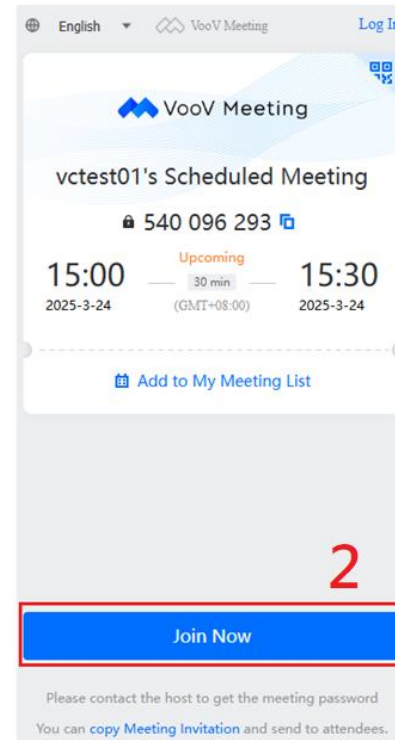 English VooV Meeting Log In
VooV Meeting
vctest01's Scheduled Meeting
540 096 293
Upcoming
15:00 30 min 15:30
2025-3-24 (GMT+08:00) 2025-3-24
Add to My Meeting List
2
Join Now
Please contact the host to get the meeting password
You can copy Meeting Invitation and send to attendees.